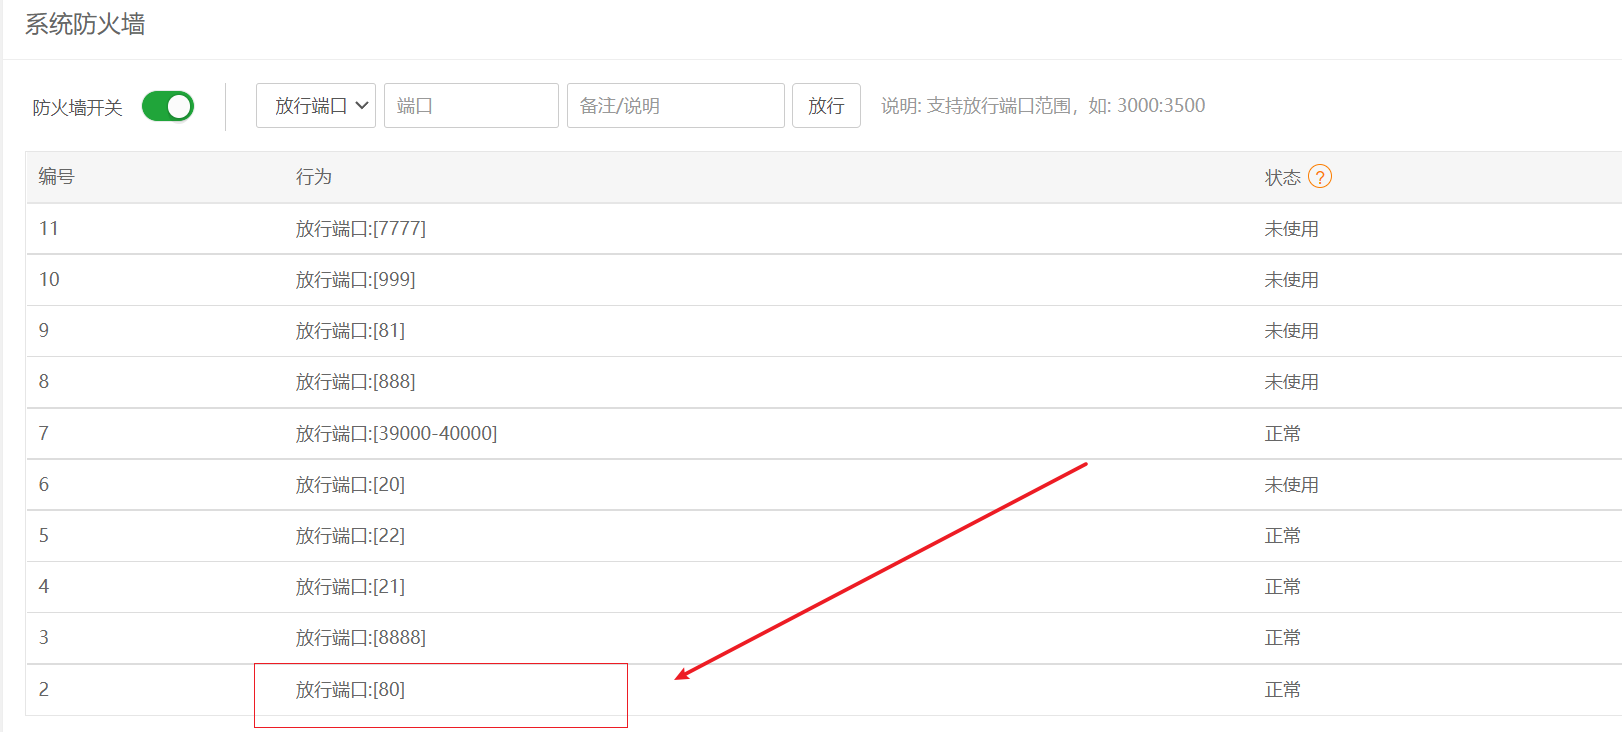 系统防火墙
防火墙开关 放行端口 端口 备注/说明 放行 说明: 支持放行端口范围，如: 3000:3500
编号 行为 状态 ?
11 放行端口:[7777] 未使用
10 放行端口:[999] 未使用
9 放行端口:[81] 未使用
8 放行端口:[888] 未使用
7 放行端口:[39000-40000] 正常
6 放行端口:[20] 未使用
5 放行端口:[22] 正常
4 放行端口:[21] 正常
3 放行端口:[8888] 正常
2 放行端口:[80] 正常